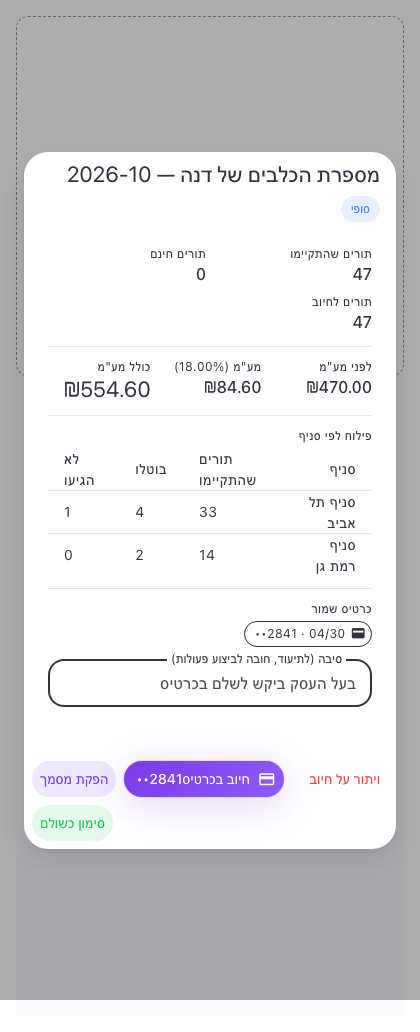 מספרת הכלבים של דנה — 2026-10
סופי
תורים שהתקיימו
47
תורים חינם
0
תורים לחיוב
47
לפני מע"מ
₪470.00
מע"מ (18.00%)
₪84.60
כולל מע"מ
₪554.60
פילוח לפי סניף
סניף תורים שהתקיימו בוטלו לא הגיעו
סניף תל אביב 33 4 1
סניף רמת גן 14 2 0
כרטיס שמור
••2841 · 04/30
סיבה (לתיעוד, חובה לביצוע פעולות)
בעל העסק ביקש לשלם בכרטיס
ויתור על חיוב
חיוב בכרטיס ••2841
הפקת מסמך
סימון כשולם